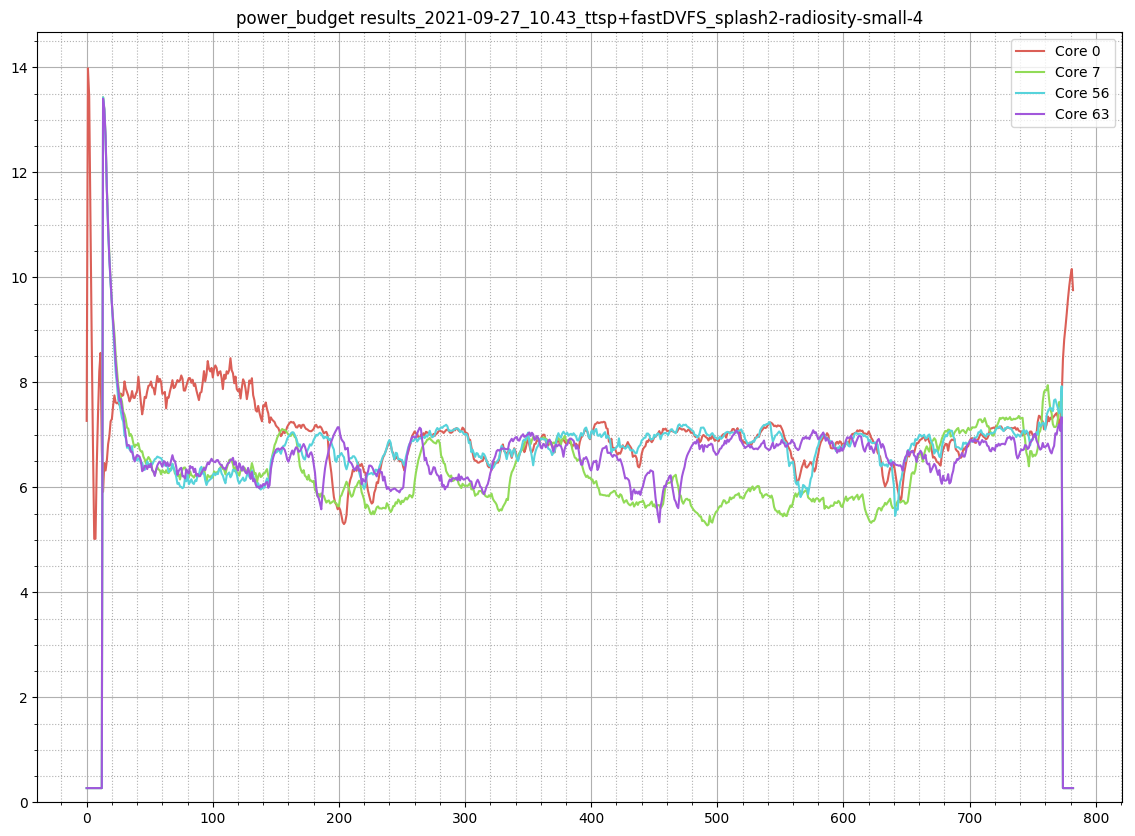 power_budget results_2021-09-27_10.43_ttsp+fastDVFS_splash2-radiosity-small-4
Core 0
Core 7
Core 56
Core 63
14
12
10
8
6
4
2
0
0 100 200 300 400 500 600 700 800